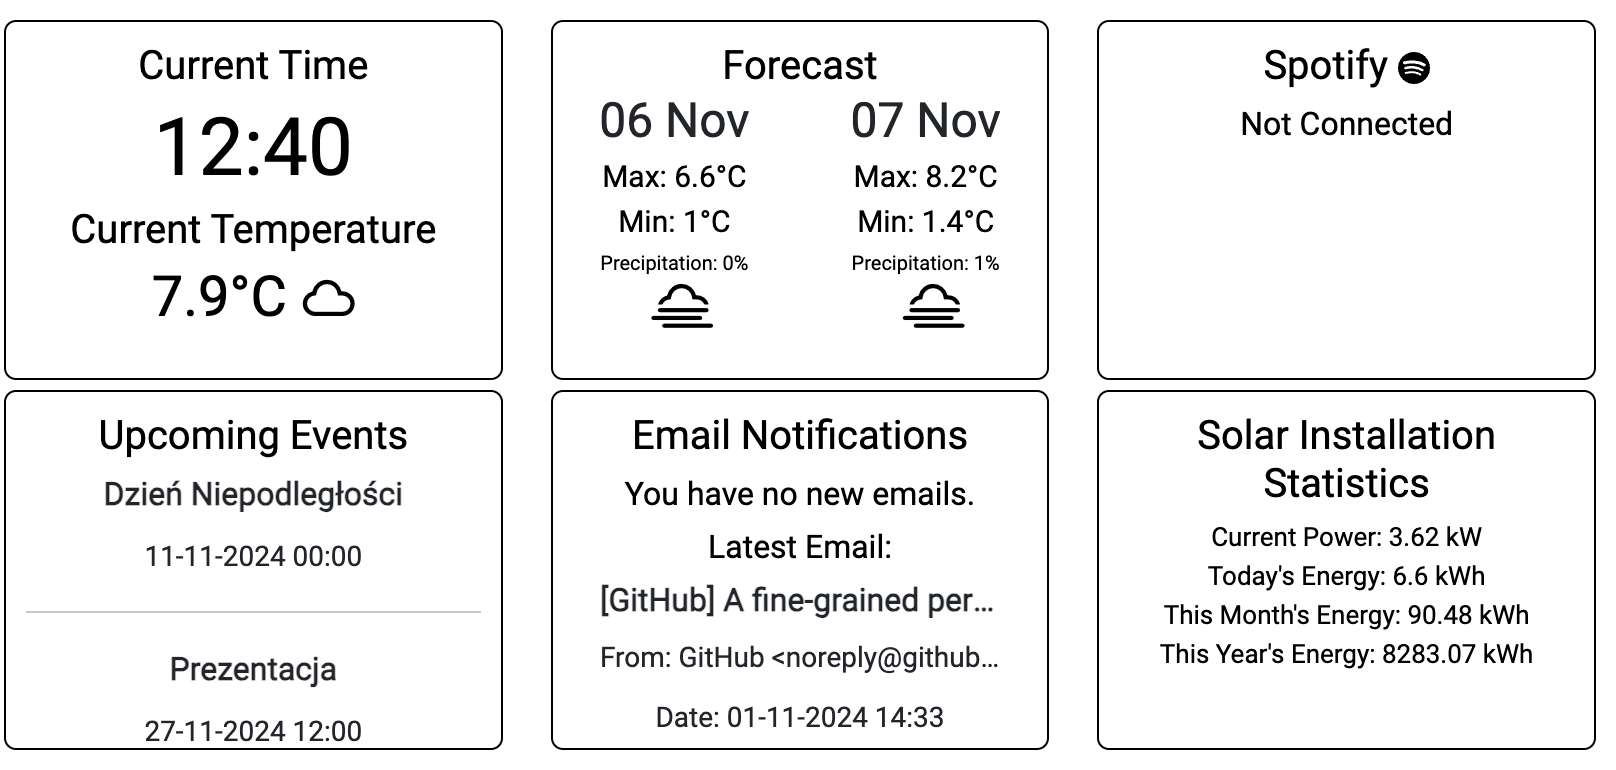 Current Time
12:40
Current Temperature
7.9°C
Forecast
06 Nov
Max: 6.6°C
Min: 1°C
Precipitation: 0%
07 Nov
Max: 8.2°C
Min: 1.4°C
Precipitation: 1%
Spotify
Not Connected
Upcoming Events
Dzień Niepodległości
11-11-2024 00:00
Prezentacja
27-11-2024 12:00
Email Notifications
You have no new emails.
Latest Email:
[GitHub] A fine-grained per...
From: GitHub <noreply@github...
Date: 01-11-2024 14:33
Solar Installation
Statistics
Current Power: 3.62 kW
Today's Energy: 6.6 kWh
This Month's Energy: 90.48 kWh
This Year's Energy: 8283.07 kWh